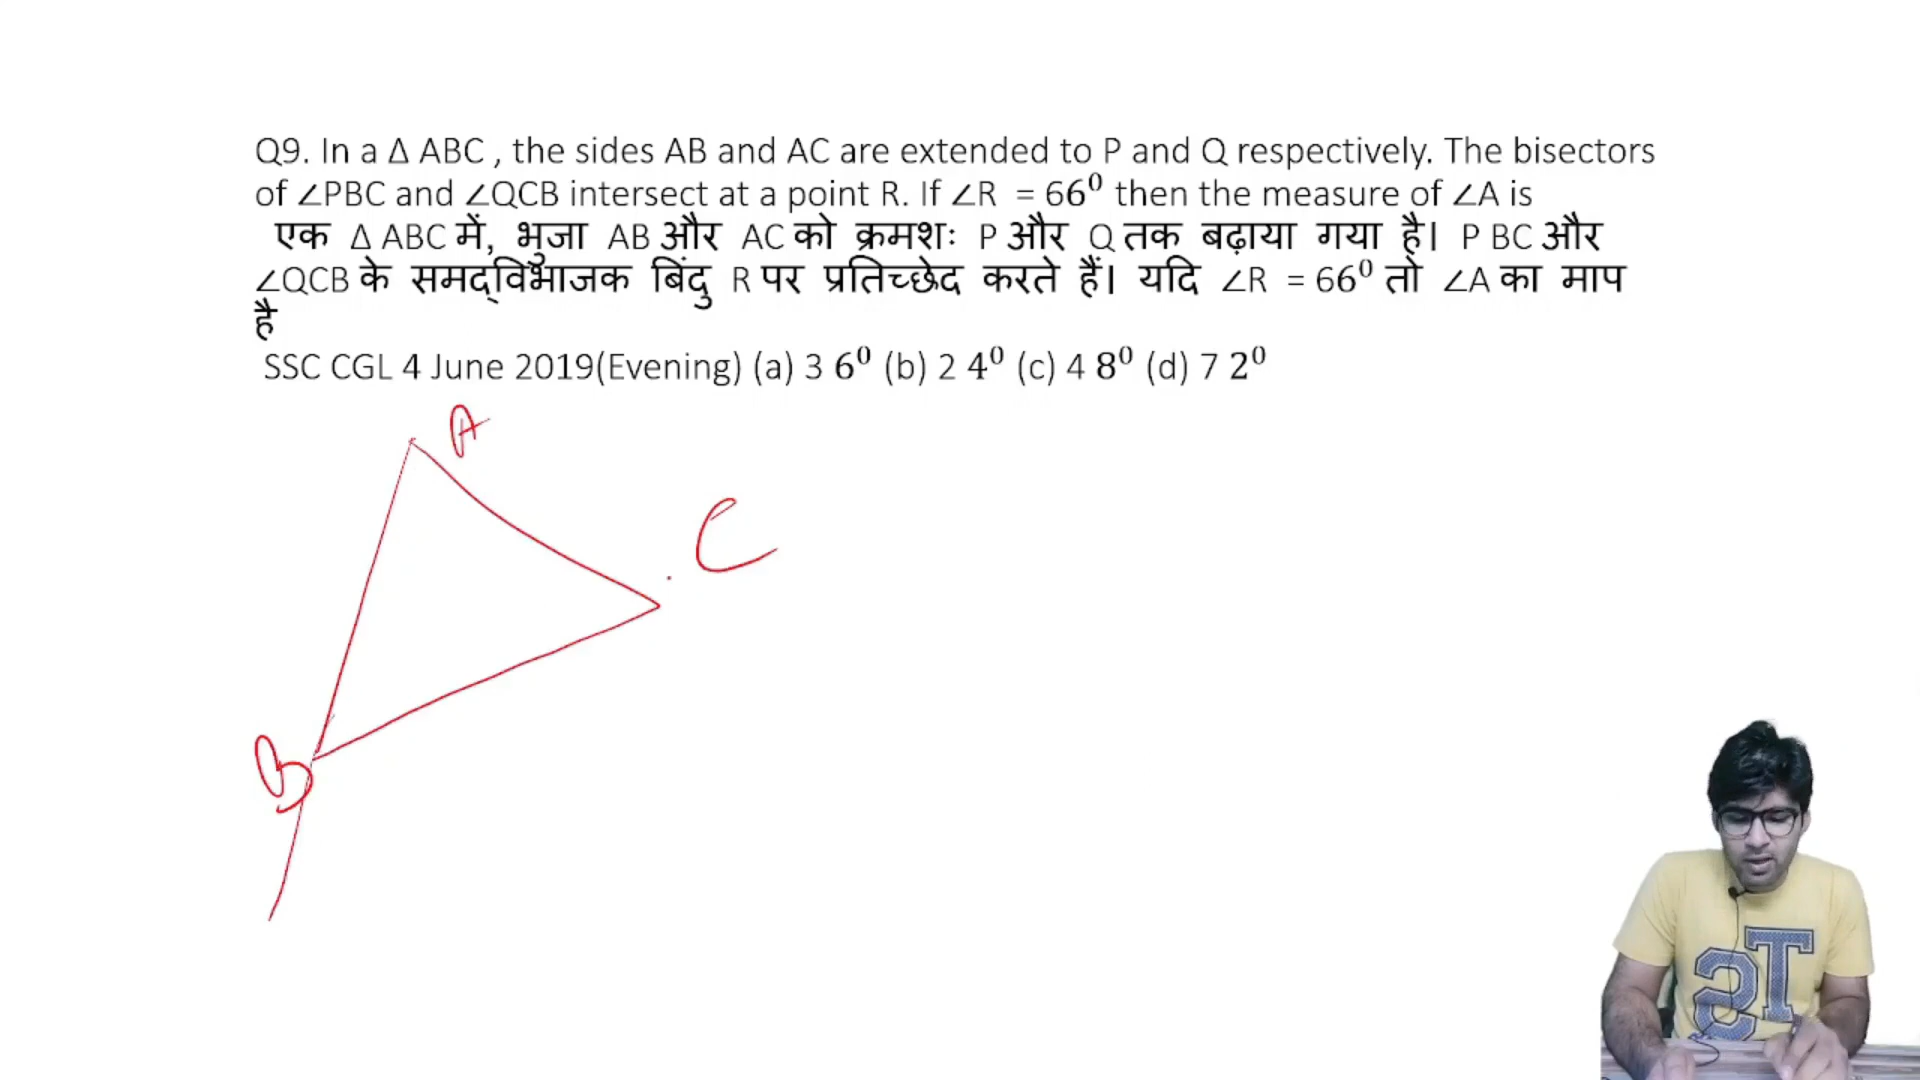 Q9. In a Δ ABC , the sides AB and AC are extended to P and Q respectively. The bisectors
of ∠PBC and ∠QCB intersect at a point R. If ∠R = 66⁰ then the measure of ∠A is
एक Δ ABC में, भुजा AB और AC को क्रमशः P और Q तक बढ़ाया गया है। P BC और
∠QCB के समद्विभाजक बिंदु R पर प्रतिच्छेद करते हैं। यदि ∠R = 66⁰ तो ∠A का माप
है
SSC CGL 4 June 2019(Evening) (a) 3 6⁰ (b) 2 4⁰ (c) 4 8⁰ (d) 7 2⁰
A
C
B
ST